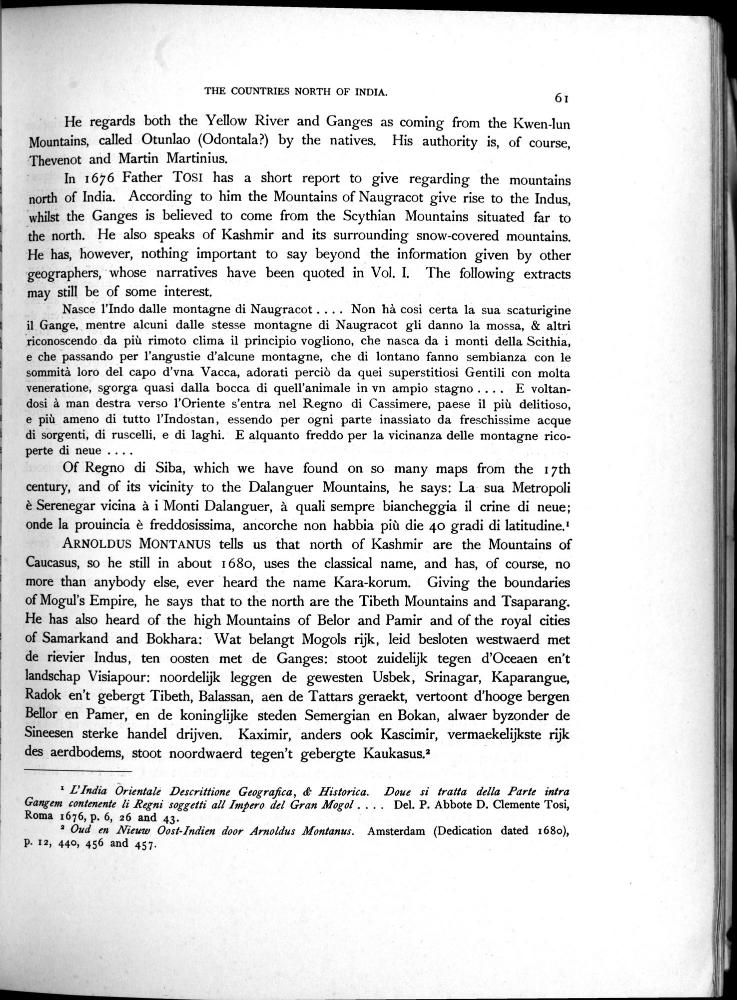 THE COUNTRIES NORTH OF INDIA.
61
He regards both the Yellow River and Ganges as coming from the Kwen-lun
Mountains, called Otunlao (Odontala?) by the natives. His authority is, of course,
Thevenot and Martin Martinius.
In 1676 Father TOSI has a short report to give regarding the mountains
north of India. According to him the Mountains of Naugracot give rise to the Indus,
whilst the Ganges is believed to come from the Scythian Mountains situated far to
the north. He also speaks of Kashmir and its surrounding snow-covered mountains.
He has, however, nothing important to say beyond the information given by other
geographers, whose narratives have been quoted in Vol. I. The following extracts
may still be of some interest.
Nasce l'Indo dalle montagne di Naugracot . . . . Non hà cosi certa la sua scaturigine
il Gange, mentre alcuni dalle stesse montagne di Naugracot gli danno la mossa, & altri
riconoscendo da più rimoto clima il principio vogliono, che nasca da i monti della Scithia,
e che passando per l'angustie d'alcune montagne, che di lontano fanno sembianza con le
sommità loro del capo d'vna Vacca, adorati perciò da quei superstitiosi Gentili con molta
veneratione, sgorga quasi dalla bocca di quell'animale in vn ampio stagno . . . . E voltan-
dosi à man destra verso l'Oriente s'entra nel Regno di Cassimere, paese il più delitioso,
e più ameno di tutto l'Indostan, essendo per ogni parte inassiato da freschissime acque
di sorgenti, di ruscelli, e di laghi. E alquanto freddo per la vicinanza delle montagne rico-
perte di neue . . . .
Of Regno di Siba, which we have found on so many maps from the 17th
century, and of its vicinity to the Dalanguer Mountains, he says: La sua Metropoli
è Serenegar vicina à i Monti Dalanguer, à quali sempre biancheggia il crine di neue;
onde la prouincia è freddosissima, ancorche non habbia più die 40 gradi di latitudine.¹
ARNOLDUS MONTANUS tells us that north of Kashmir are the Mountains of
Caucasus, so he still in about 1680, uses the classical name, and has, of course, no
more than anybody else, ever heard the name Kara-korum. Giving the boundaries
of Mogul's Empire, he says that to the north are the Tibeth Mountains and Tsaparang.
He has also heard of the high Mountains of Belor and Pamir and of the royal cities
of Samarkand and Bokhara: Wat belangt Mogols rijk, leid besloten westwaerd met
de rievier Indus, ten oosten met de Ganges: stoot zuidelijk tegen d'Oceaen en't
landschap Visiapour: noordelijk leggen de gewesten Usbek, Srinagar, Kaparangue,
Radok en't gebergt Tibeth, Balassan, aen de Tattars geraekt, vertoont d'hooge bergen
Bellor en Pamer, en de koninglijke steden Semergian en Bokan, alwaer byzonder de
Sineesen sterke handel drijven. Kaximir, anders ook Kascimir, vermaekelijkste rijk
des aerdbodems, stoot noordwaerd tegen't gebergte Kaukasus.²
¹ L'India Orientale Descrittione Geografica, & Historica. Doue si tratta della Parte intra
Gangem contenente li Regni soggetti all Impero del Gran Mogol . . . . Del. P. Abbote D. Clemente Tosi,
Roma 1676, p. 6, 26 and 43.
² Oud en Nieuw Oost-Indien door Arnoldus Montanus. Amsterdam (Dedication dated 1680),
p. 12, 440, 456 and 457.